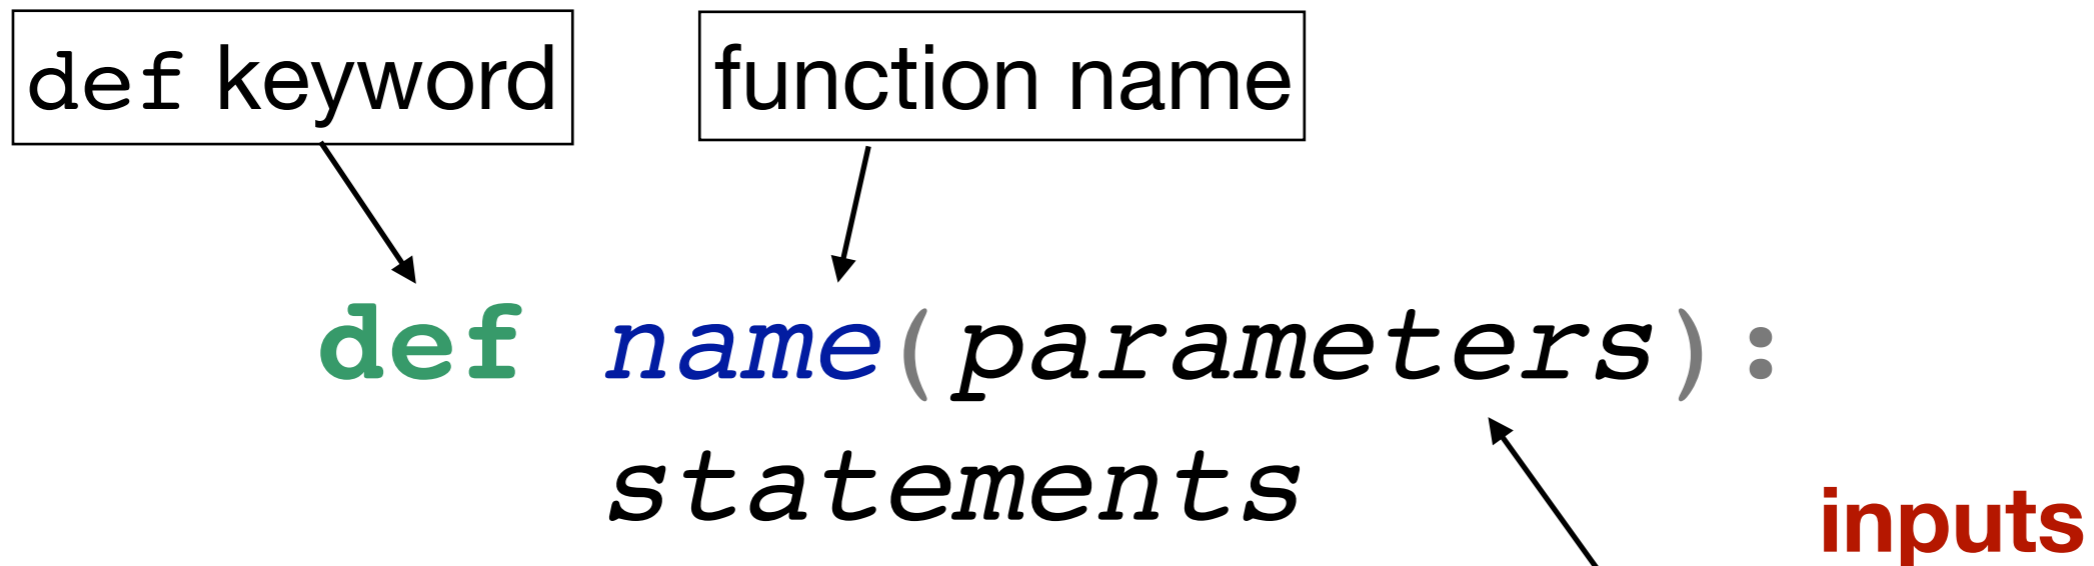 def keyword
function name
def name(parameters):
statements
inputs